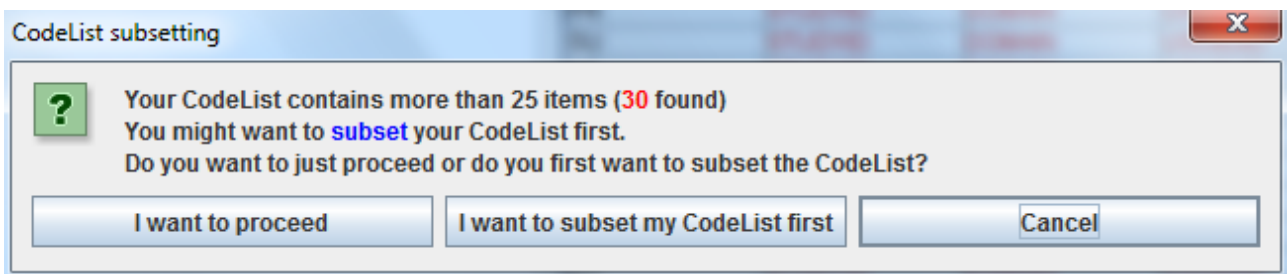 CodeList subsetting
Your CodeList contains more than 25 items (30 found)
You might want to subset your CodeList first.
Do you want to just proceed or do you first want to subset the CodeList?
I want to proceed
I want to subset my CodeList first
Cancel